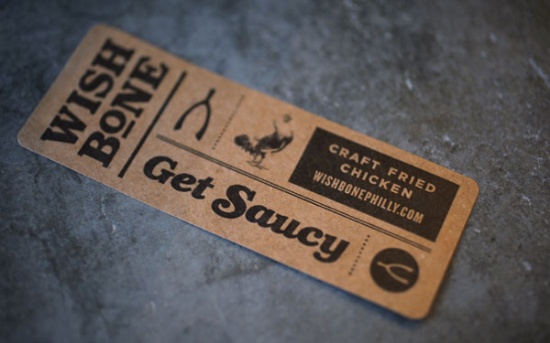 WISH
BONE
CRAFT FRIED
CHICKEN
WISHBONEPHILLY.COM
Get Saucy